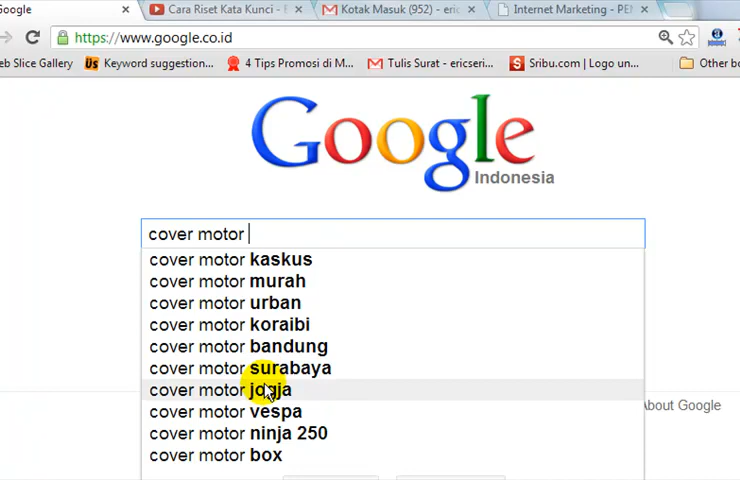 Google
Cara Riset Kata Kunci -
Kotak Masuk (952) - eric
Internet Marketing - PEN
https://www.google.co.id
eb Slice Gallery
Us Keyword suggestion...
4 Tips Promosi di M...
Tulis Surat - ericseri...
S Sribu.com | Logo un...
Other bo
Google
Indonesia
cover motor
cover motor kaskus
cover motor murah
cover motor urban
cover motor koraibi
cover motor bandung
cover motor surabaya
cover motor jogja
cover motor vespa
cover motor ninja 250
cover motor box
About Google